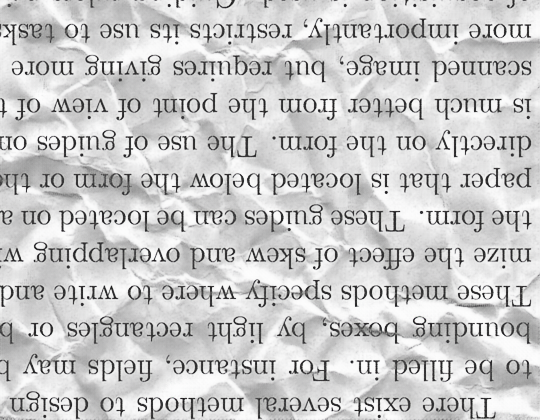 There exist several methods to design
to be filled in. For instance, fields may b
bounding boxes, by light rectangles or b
These methods specify where to write and
mize the effect of skew and overlapping wi
the form. These guides can be located on a
paper that is located below the form or the
directly on the form. The use of guides on
is much better from the point of view of t
scanned image, but requires giving more
more importantly, restricts its use to tasks